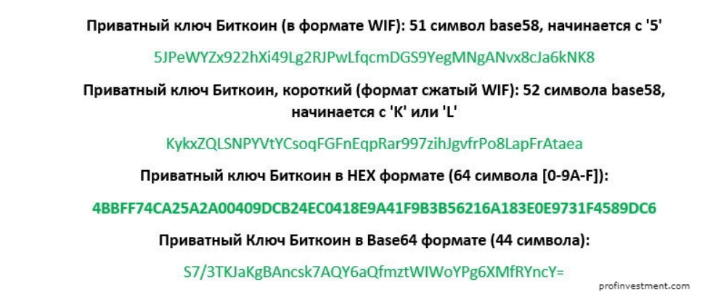 Приватный ключ Биткоин (в формате WIF): 51 символ base58, начинается с '5'
5JPeWYZx922hXi49Lg2RJPwLfqcmDGS9YegMNgANvx8cJa6kNK8
Приватный ключ Биткоин, короткий (формат сжатый WIF): 52 символа base58,
начинается с 'K' или 'L'
KykxZQLSNPYVtYCsoqFGFnEqpRar997zihJgvfrPo8LapFrAtaea
Приватный ключ Биткоин в HEX формате (64 символа [0-9A-F]):
4BBFF74CA25A2A00409DCB24EC0418E9A41F9B3B56216A183E0E9731F4589DC6
Приватный Ключ Биткоин в Base64 формате (44 символа):
S7/3TKJaKgBAncsk7AQY6aQfmztWIWoYPg6XMfRYncY=
profinvestment.com